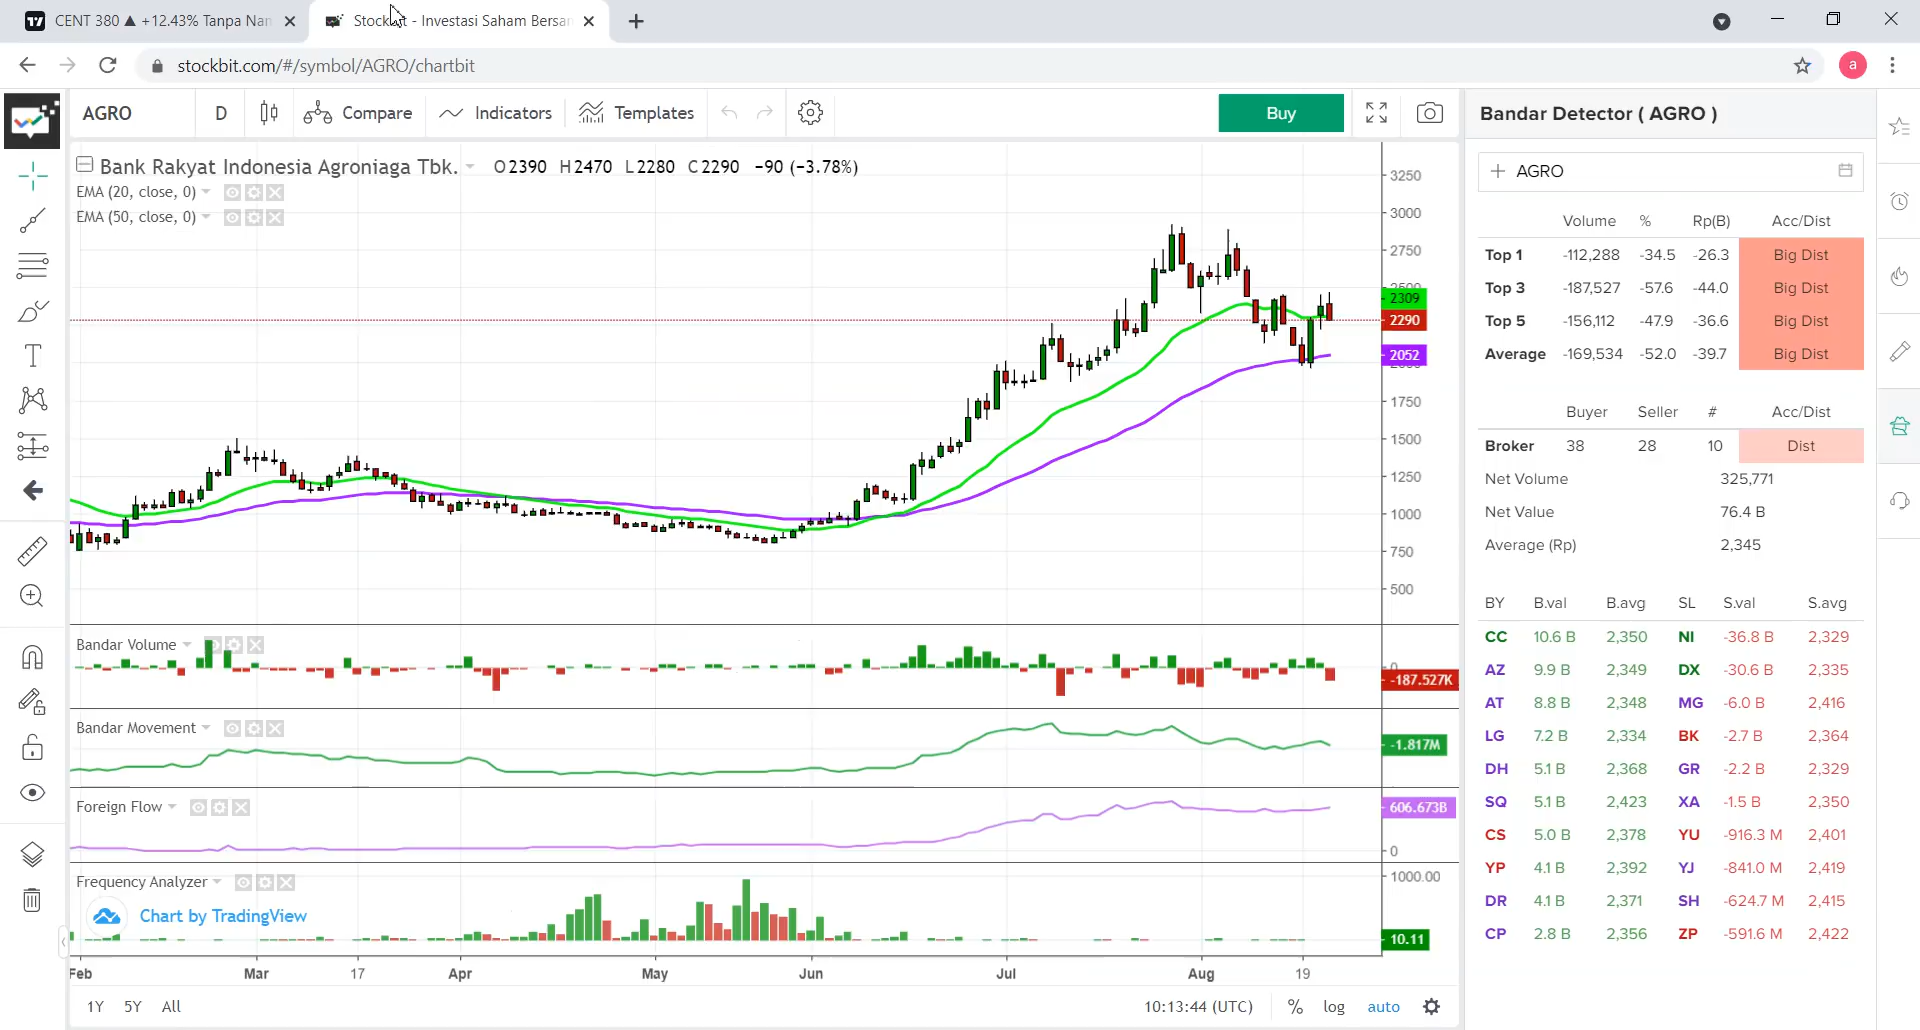 CENT 380 ▲ +12.43% Tanpa Nan
Stockbit - Investasi Saham Bersan
stockbit.com/#/symbol/AGRO/chartbit
a
AGRO
D
Compare
Indicators
Templates
Buy
Bank Rakyat Indonesia Agroniaga Tbk.
O2390 H2470 L2280 C2290 -90 (-3.78%)
EMA (20, close, 0)
EMA (50, close, 0)
3250
3000
2750
2500
2309
2290
2052
2000
1750
1500
1250
1000
750
500
Bandar Volume
0
-187.527K
Bandar Movement
-1.817M
Foreign Flow
606.673B
0
Frequency Analyzer
1000.00
10.11
Chart by TradingView
Feb Mar 17 Apr May Jun Jul Aug 19
1Y 5Y All
10:13:44 (UTC) % log auto
Bandar Detector ( AGRO )
AGRO
Volume % Rp(B) Acc/Dist
Top 1 -112,288 -34.5 -26.3 Big Dist
Top 3 -187,527 -57.6 -44.0 Big Dist
Top 5 -156,112 -47.9 -36.6 Big Dist
Average -169,534 -52.0 -39.7 Big Dist
Buyer Seller # Acc/Dist
Broker 38 28 10 Dist
Net Volume 325,771
Net Value 76.4 B
Average (Rp) 2,345
BY B.val B.avg SL S.val S.avg
CC 10.6 B 2,350 NI -36.8 B 2,329
AZ 9.9 B 2,349 DX -30.6 B 2,335
AT 8.8 B 2,348 MG -6.0 B 2,416
LG 7.2 B 2,334 BK -2.7 B 2,364
DH 5.1 B 2,368 GR -2.2 B 2,329
SQ 5.1 B 2,423 XA -1.5 B 2,350
CS 5.0 B 2,378 YU -916.3 M 2,401
YP 4.1 B 2,392 YJ -841.0 M 2,419
DR 4.1 B 2,371 SH -624.7 M 2,415
CP 2.8 B 2,356 ZP -591.6 M 2,422